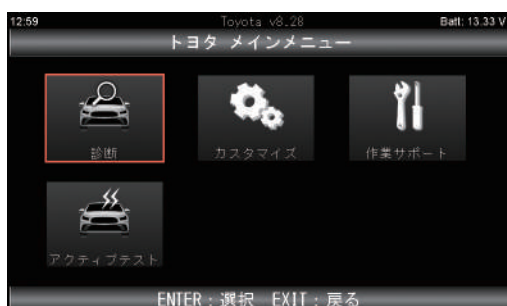 12:59 Toyota v8.28 Batt: 13.33 V
トヨタ メインメニュー
診断 カスタマイズ 作業サポート
アクティブテスト
ENTER：選択 EXIT：戻る